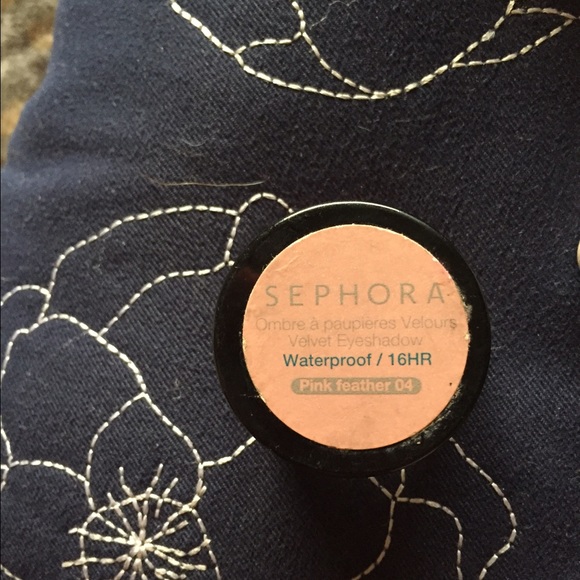 SEPHORA
Ombre à paupières Velours
Velvet Eyeshadow
Waterproof / 16HR
Pink feather 04